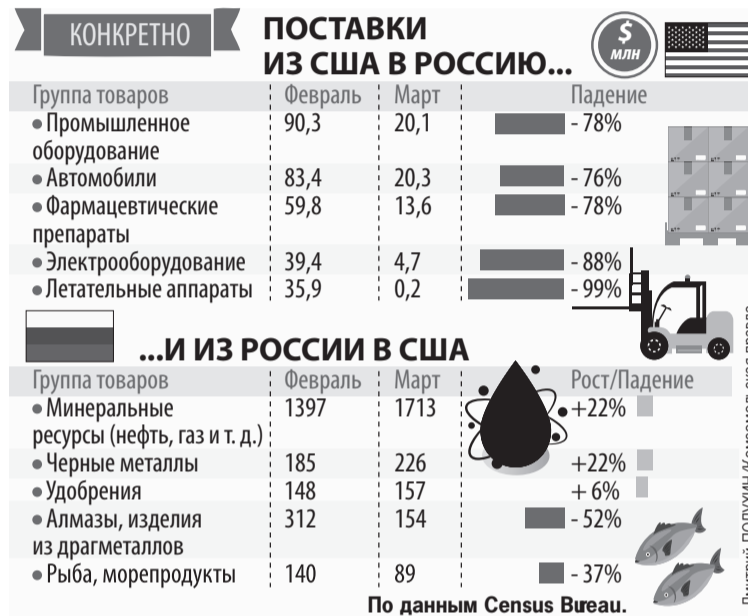 КОНКРЕТНО
ПОСТАВКИ
ИЗ США В РОССИЮ...
$
МЛН
Группа товаров Февраль Март Падение
• Промышленное 90,3 20,1 - 78%
оборудование
• Автомобили 83,4 20,3 - 76%
• Фармацевтические 59,8 13,6 - 78%
препараты
• Электрооборудование 39,4 4,7 - 88%
• Летательные аппараты 35,9 0,2 - 99%
...И ИЗ РОССИИ В США
Группа товаров Февраль Март Рост/Падение
• Минеральные 1397 1713 +22%
ресурсы (нефть, газ и т. д.)
• Черные металлы 185 226 +22%
• Удобрения 148 157 + 6%
• Алмазы, изделия 312 154 - 52%
из драгметаллов
• Рыба, морепродукты 140 89 - 37%
По данным Census Bureau.